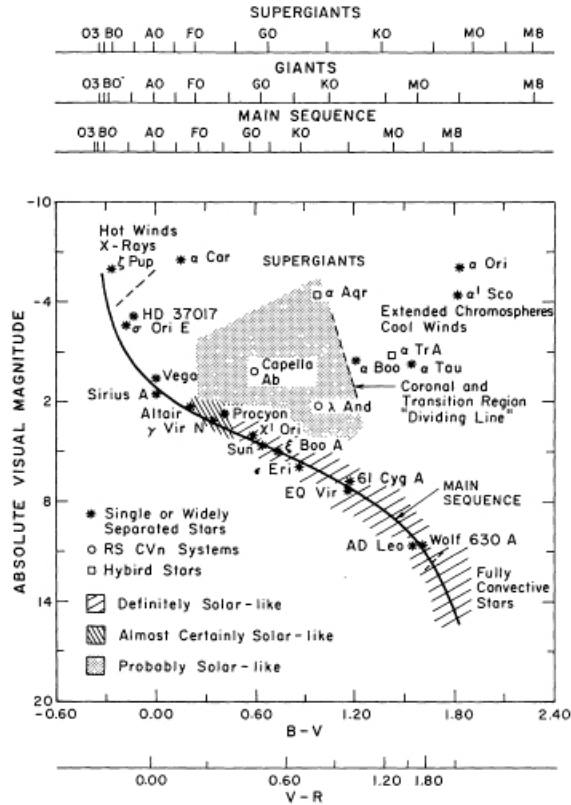 SUPERGIANTS
O3 BO AO FO GO KO MO M8
GIANTS
O3 BO AO FO GO KO MO M8
MAIN SEQUENCE
O3 BO AO FO GO KO MO M8
-10
Hot Winds
X-Rays
ζ Pup
α Car
SUPERGIANTS
α Ori
-4
α Aqr
α¹ Sco
HD 37017
σ Ori E
Extended Chromospheres
Cool Winds
α TrA
α Boo
α Tau
Capella
Ab
Vega
Sirius A
Coronal and
Transition Region
"Dividing Line"
2
λ And
Altair
Procyon
γ Vir N
χ¹ Ori
Sun
ξ Boo A
ε Eri
61 Cyg A
EQ Vir
MAIN
SEQUENCE
8
Single or Widely
Separated Stars
AD Leo
Wolf 630 A
RS CVn Systems
Hybird Stars
Fully
Convective
Stars
Definitely Solar-like
14
Almost Certainly Solar-like
Probably Solar-like
20
ABSOLUTE VISUAL MAGNITUDE
-0.60 0.00 0.60 1.20 1.80 2.40
B-V
0.00 0.60 1.20 1.80
V-R